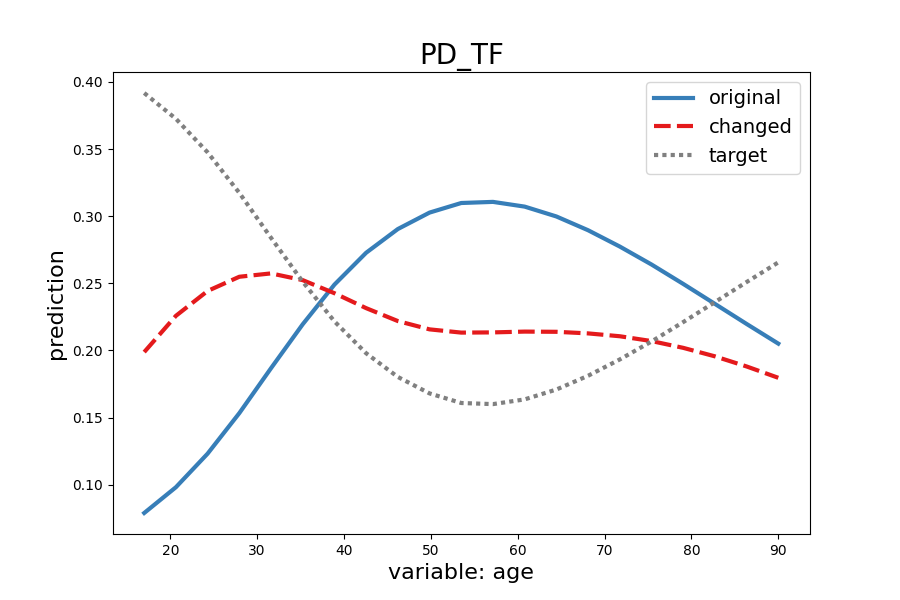 PD_TF
original
changed
target
prediction
0.40
0.35
0.30
0.25
0.20
0.15
0.10
20 30 40 50 60 70 80 90
variable: age